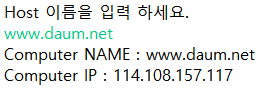 Host 이름을 입력 하세요.
www.daum.net
Computer NAME : www.daum.net
Computer IP : 114.108.157.117